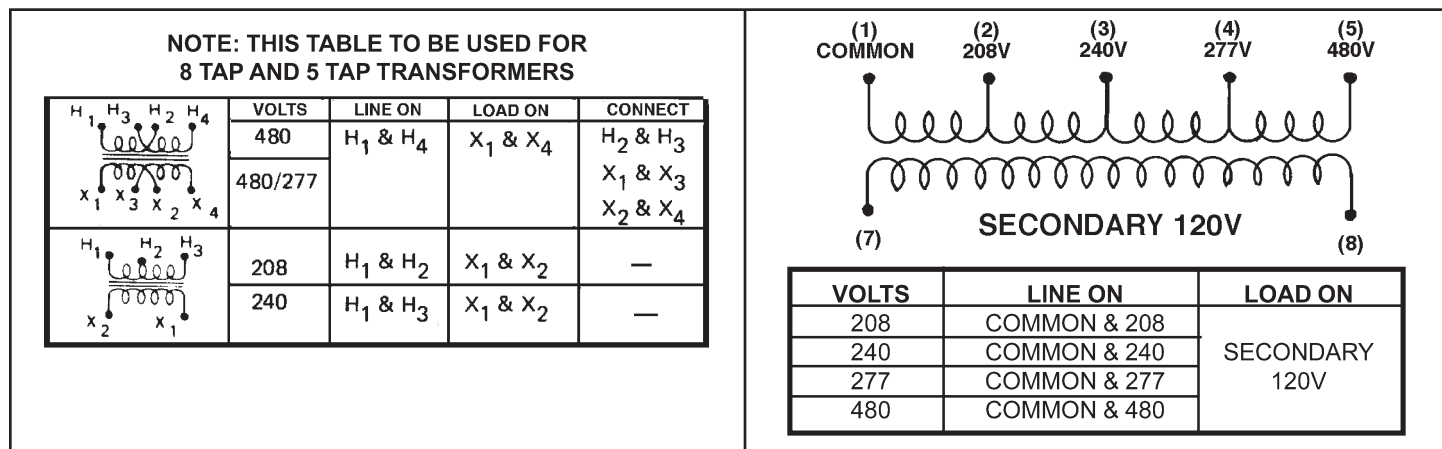 NOTE: THIS TABLE TO BE USED FOR
8 TAP AND 5 TAP TRANSFORMERS
H1 H3 H2 H4
X1 X3 X2 X4
VOLTS LINE ON LOAD ON CONNECT
480 H1 & H4 X1 & X4 H2 & H3
480/277 X1 & X3
X2 & X4
H1 H2 H3
X2 X1
208 H1 & H2 X1 & X2 —
240 H1 & H3 X1 & X2 —
(1) (2) (3) (4) (5)
COMMON 208V 240V 277V 480V
SECONDARY 120V
(7) (8)
VOLTS LINE ON LOAD ON
208 COMMON & 208
240 COMMON & 240 SECONDARY
277 COMMON & 277 120V
480 COMMON & 480